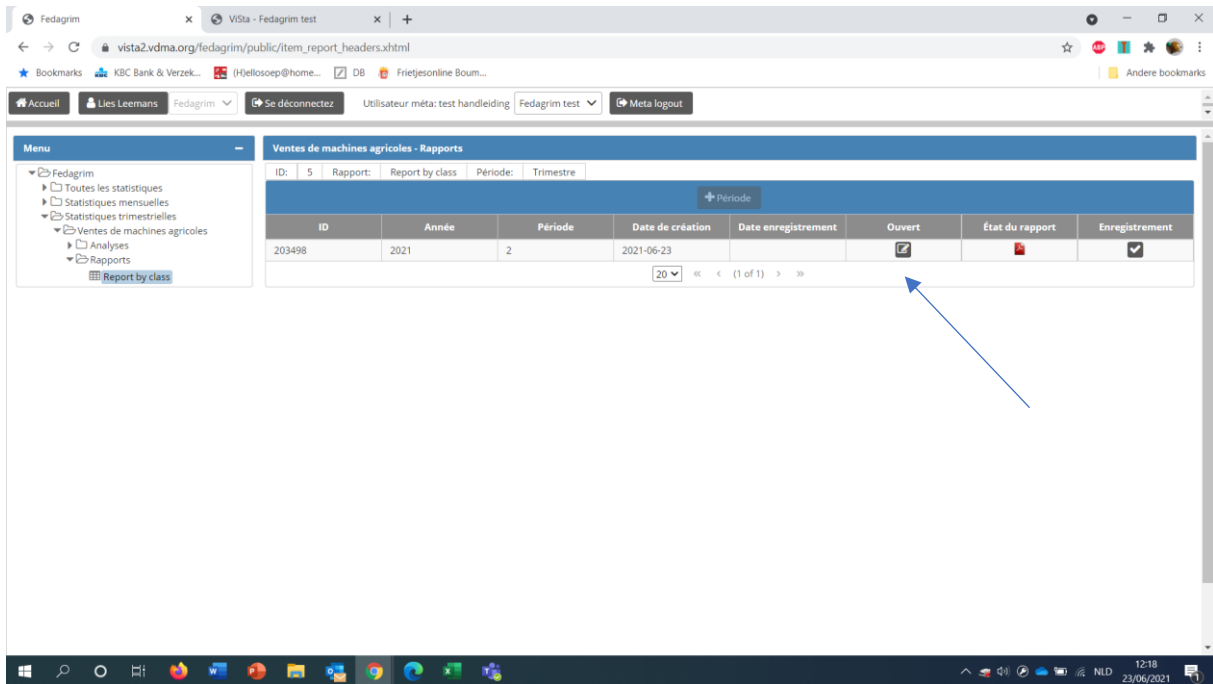 Fedagrim
ViSta - Fedagrim test
vista2.vdma.org/fedagrim/public/item_report_headers.xhtml
ABP
Bookmarks KBC Bank & Verzek... (H)ellosoep@home... DB Frietjesonline Boum... Andere bookmarks
Accueil Lies Leemans Fedagrim Se déconnectez Utilisateur méta: test handleiding Fedagrim test Meta logout
Menu
Fedagrim
Toutes les statistiques
Statistiques mensuelles
Statistiques trimestrielles
Ventes de machines agricoles
Analyses
Rapports
Report by class
Ventes de machines agricoles - Rapports
ID: 5 Rapport: Report by class Période: Trimestre
Période
ID Année Période Date de création Date enregistrement Ouvert État du rapport Enregistrement
203498 2021 2 2021-06-23
20 (1 of 1)
NLD
12:18
23/06/2021